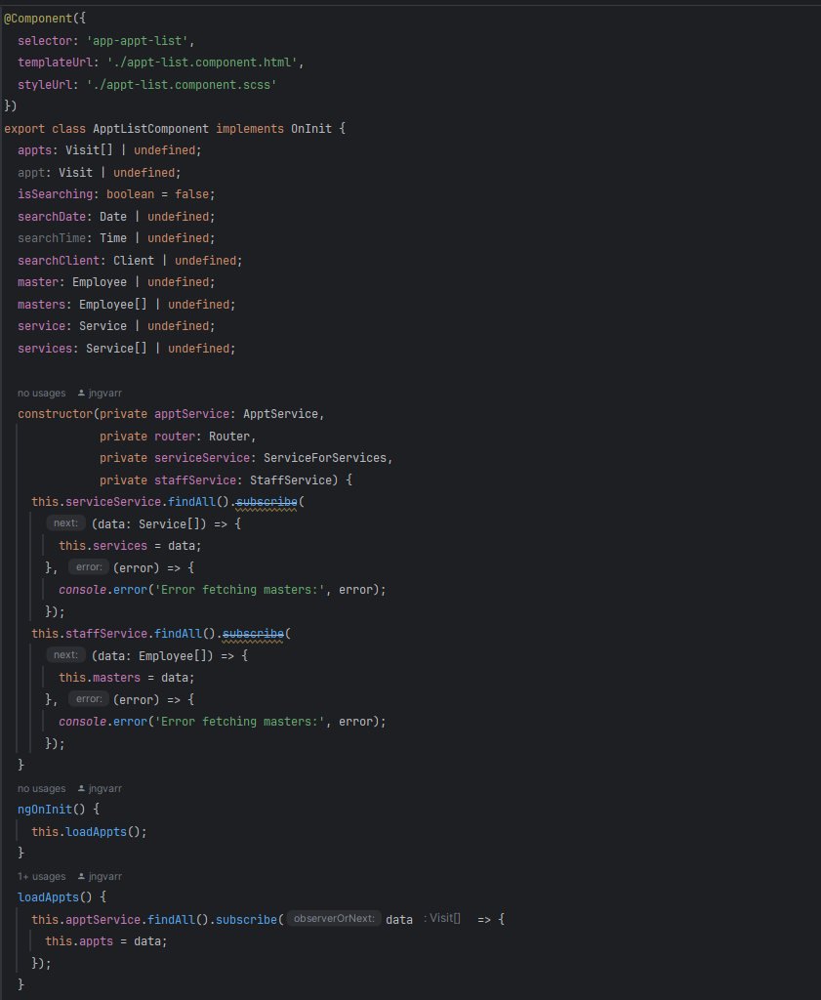 @Component({
  selector: 'app-appt-list',
  templateUrl: './appt-list.component.html',
  styleUrl: './appt-list.component.scss'
})
export class ApptListComponent implements OnInit {
  appts: Visit[] | undefined;
  appt: Visit | undefined;
  isSearching: boolean = false;
  searchDate: Date | undefined;
  searchTime: Time | undefined;
  searchClient: Client | undefined;
  master: Employee | undefined;
  masters: Employee[] | undefined;
  service: Service | undefined;
  services: Service[] | undefined;
  no usages jngvarr
  constructor(private apptService: ApptService,
              private router: Router,
              private serviceService: ServiceForServices,
              private staffService: StaffService) {
    this.serviceService.findAll().subscribe(
      next: (data: Service[]) => {
        this.services = data;
      }, error: (error) => {
        console.error('Error fetching masters:', error);
      });
    this.staffService.findAll().subscribe(
      next: (data: Employee[]) => {
        this.masters = data;
      }, error: (error) => {
        console.error('Error fetching masters:', error);
      });
  }
  no usages jngvarr
  ngOnInit() {
    this.loadAppts();
  }
  1+ usages jngvarr
  loadAppts() {
    this.apptService.findAll().subscribe( observerOrNext: data : Visit[] => {
      this.appts = data;
    });
  }